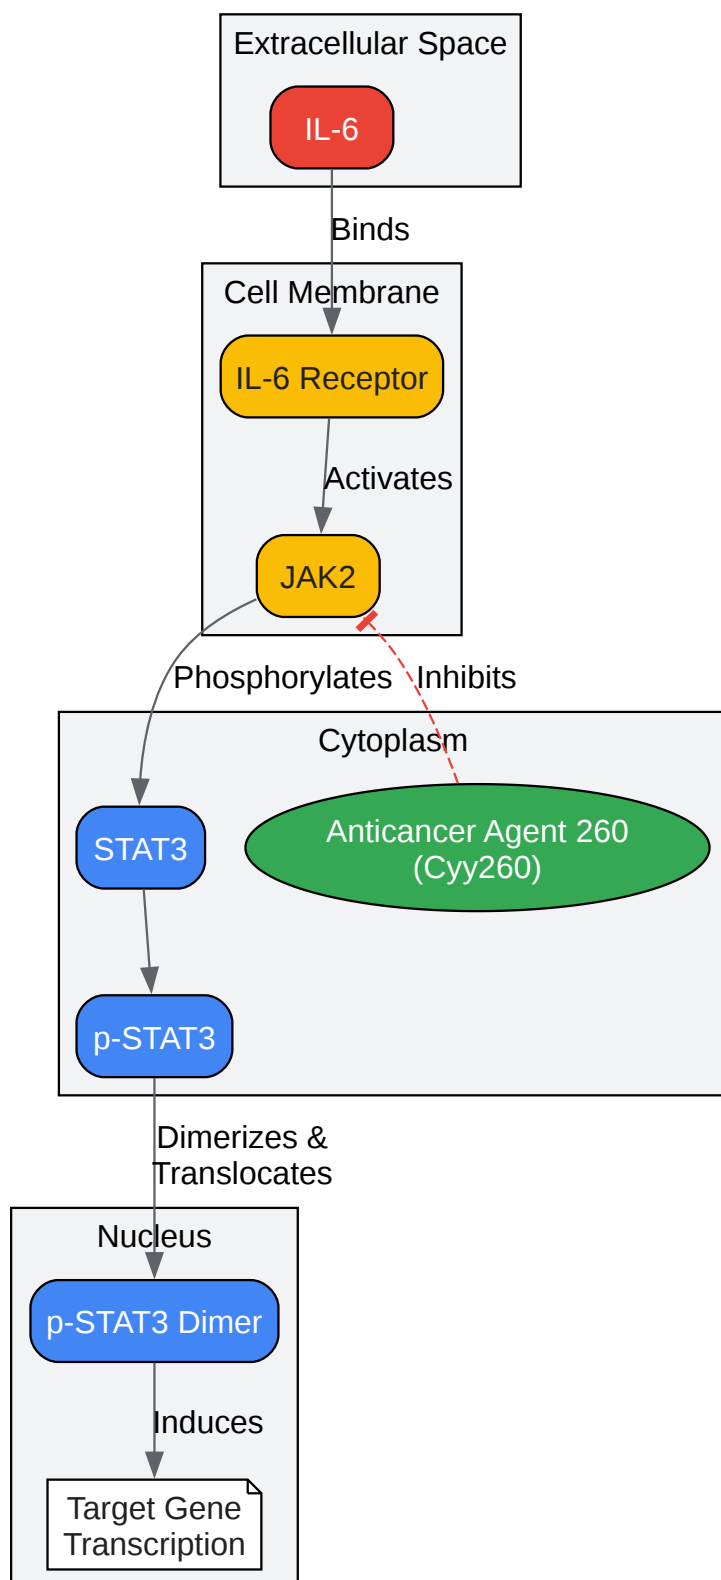 Extracellular Space
IL-6
Binds
Cell Membrane
IL-6 Receptor
Activates
JAK2
Phosphorylates
Inhibits
Cytoplasm
STAT3
Anticancer Agent 260
(Cyy260)
p-STAT3
Dimerizes &
Translocates
Nucleus
p-STAT3 Dimer
Induces
Target Gene
Transcription